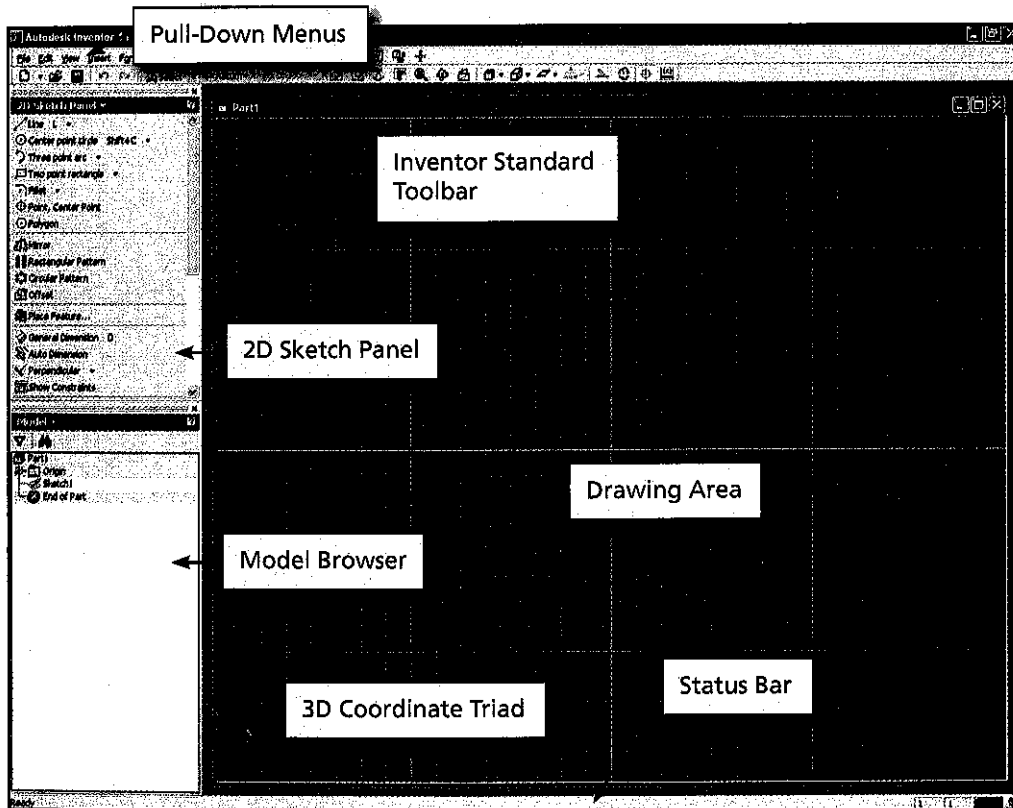 Autodesk Inventor
Pull-Down Menus
File Edit View Insert
2D Sketch Panel
Part1
Line L
Center point circle Shift+C
Three point arc
Two point rectangle
Fillet
Point, Center Point
Polygon
Mirror
Rectangular Pattern
Circular Pattern
Offset
Place Feature...
General Dimension D
Auto Dimension
Perpendicular
Show Constraints
Inventor Standard
Toolbar
2D Sketch Panel
Model
Part1
Origin
Sketch1
End of Part
Drawing Area
Model Browser
Status Bar
3D Coordinate Triad
Ready